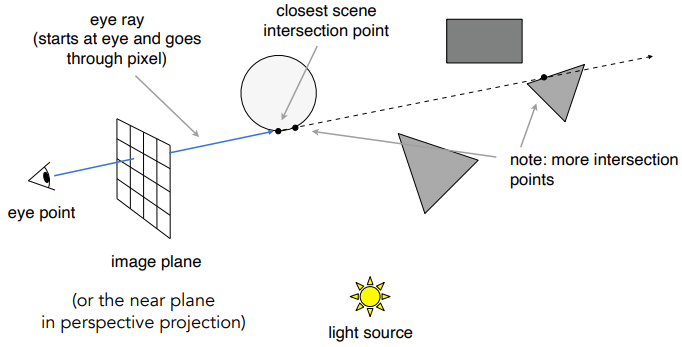 eye ray
(starts at eye and goes
through pixel)
closest scene
intersection point
note: more intersection
points
eye point
image plane
(or the near plane
in perspective projection)
light source